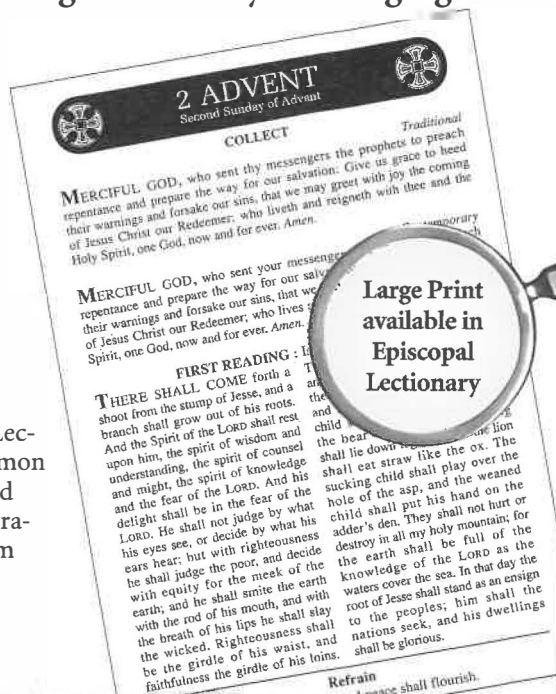 2 ADVENT
Second Sunday of Advent
COLLECT
Traditional
MERCIFUL GOD, who sent thy messengers the prophets to preach
repentance and prepare the way for our salvation: Give us grace to heed
their warnings and forsake our sins, that we may greet with joy the coming
of Jesus Christ our Redeemer; who liveth and reigneth with thee and the
Holy Spirit, one God, now and for ever. Amen.
MERCIFUL GOD, who sent your messenger
repentance and prepare the way for our salv
their warnings and forsake our sins, that we
of Jesus Christ our Redeemer; who lives
Spirit, one God, now and for ever. Amen.
FIRST READING :
THERE SHALL COME forth a
shoot from the stump of Jesse, and a
branch shall grow out of his roots.
And the Spirit of the LORD shall rest
upon him, the spirit of wisdom and
understanding, the spirit of counsel
and might, the spirit of knowledge
and the fear of the LORD. And his
delight shall be in the fear of the
LORD. He shall not judge by what
his eyes see, or decide by what his
ears hear; but with righteousness
he shall judge the poor, and decide
with equity for the meek of the
earth; and he shall smite the earth
with the rod of his mouth, and with
the breath of his lips he shall slay
the wicked. Righteousness shall
be the girdle of his waist, and
faithfulness the girdle of his loins.
the
and
child
the bear
shall lie down lion
shall eat straw like the ox. The
sucking child shall play over the
hole of the asp, and the weaned
child shall put his hand on the
adder's den. They shall not hurt or
destroy in all my holy mountain; for
the earth shall be full of the
knowledge of the LORD as the
waters cover the sea. In that day the
root of Jesse shall stand as an ensign
to the peoples; him shall the
nations seek, and his dwellings
shall be glorious.
Refrain
shall flourish.
Large Print
available in
Episcopal
Lectionary
Lec-
mon
d
ra-
m